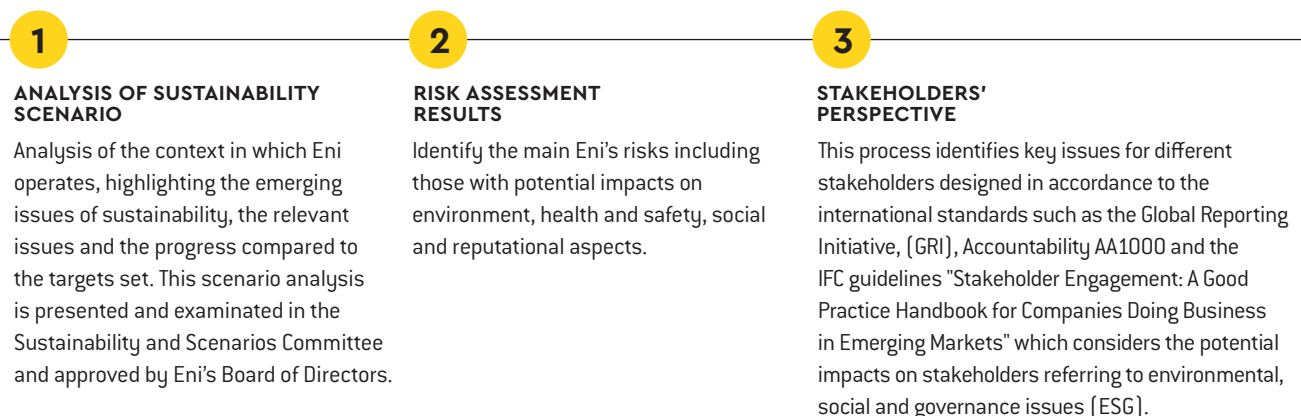 1
ANALYSIS OF SUSTAINABILITY
SCENARIO
Analysis of the context in which Eni
operates, highlighting the emerging
issues of sustainability, the relevant
issues and the progress compared to
the targets set. This scenario analysis
is presented and examinated in the
Sustainability and Scenarios Committee
and approved by Eni's Board of Directors.
2
RISK ASSESSMENT
RESULTS
Identify the main Eni's risks including
those with potential impacts on
environment, health and safety, social
and reputational aspects.
3
STAKEHOLDERS'
PERSPECTIVE
This process identifies key issues for different
stakeholders designed in accordance to the
international standards such as the Global Reporting
Initiative, (GRI), Accountability AA1000 and the
IFC guidelines "Stakeholder Engagement: A Good
Practice Handbook for Companies Doing Business
in Emerging Markets" which considers the potential
impacts on stakeholders referring to environmental,
social and governance issues (ESG).